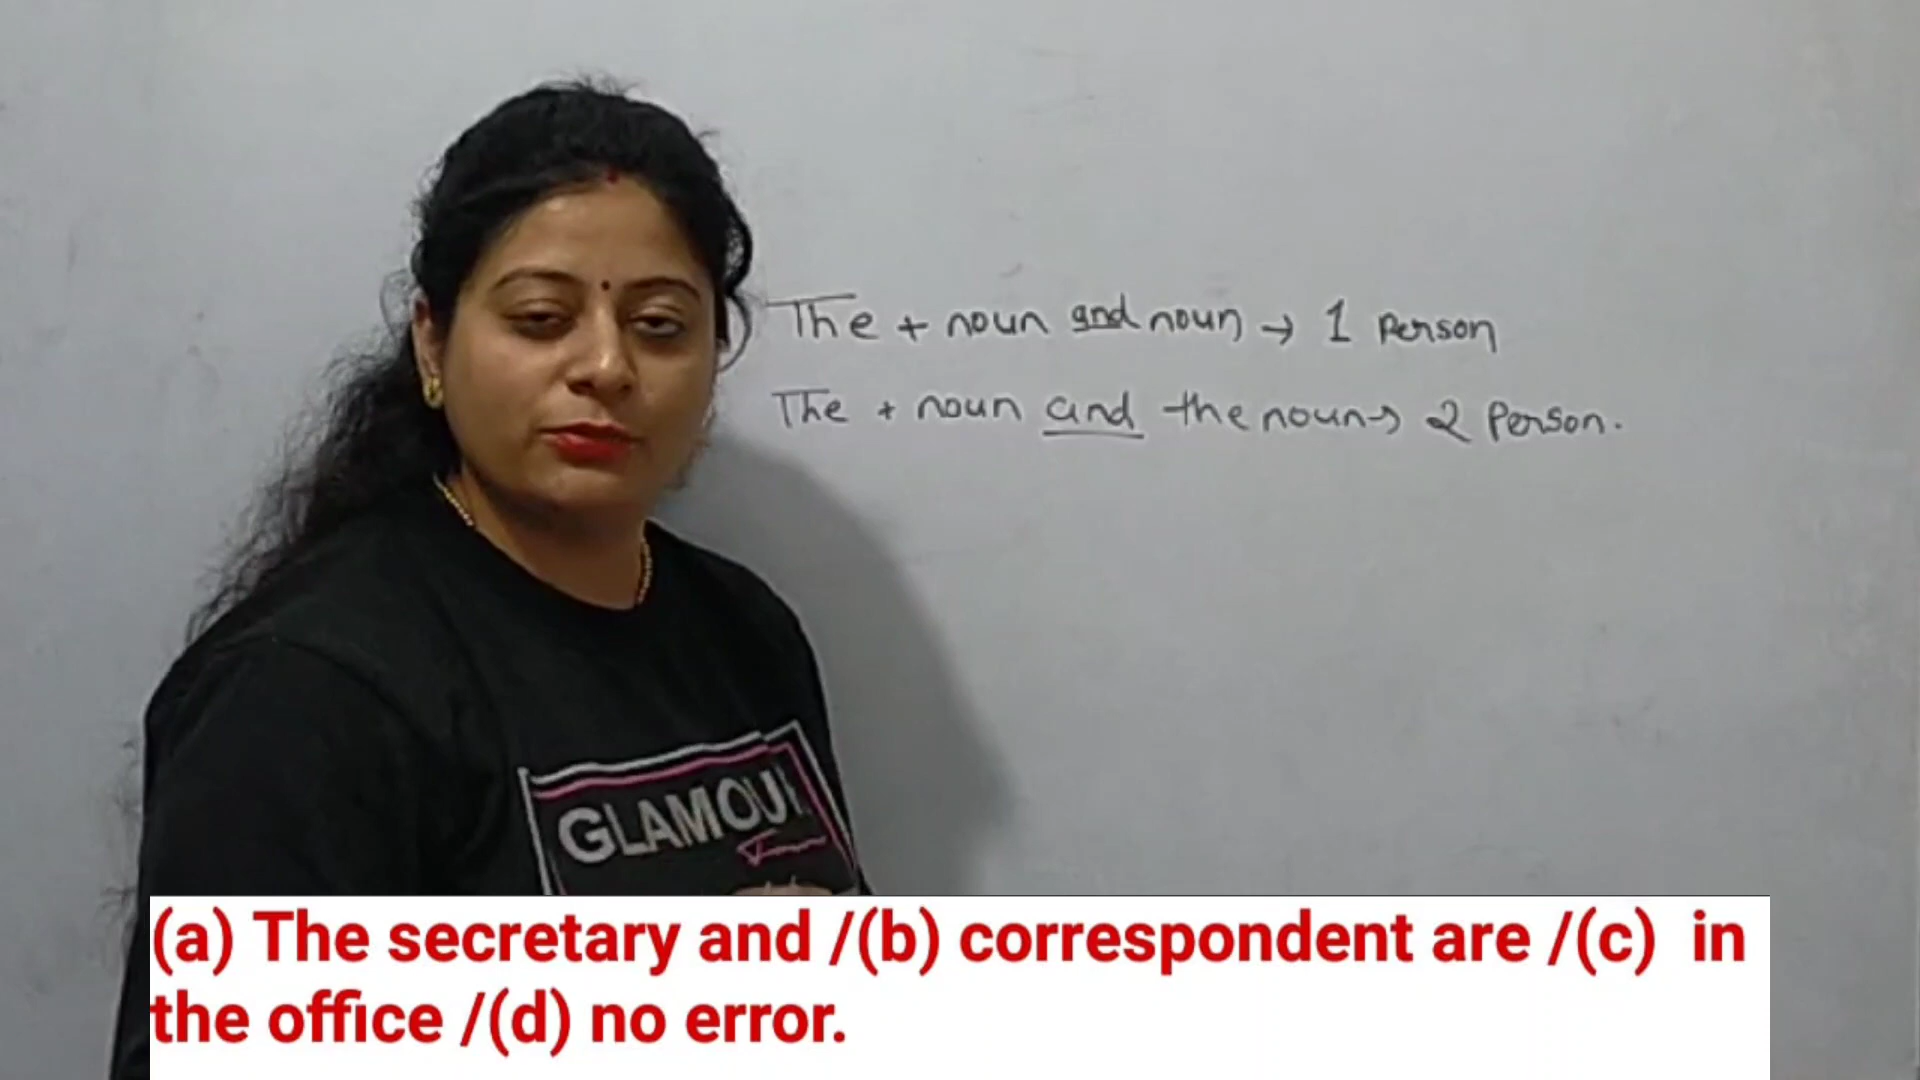 The + noun and noun → 1 Person
The + noun and the noun → 2 Person.
GLAMOU
(a) The secretary and /(b) correspondent are /(c) in
the office /(d) no error.